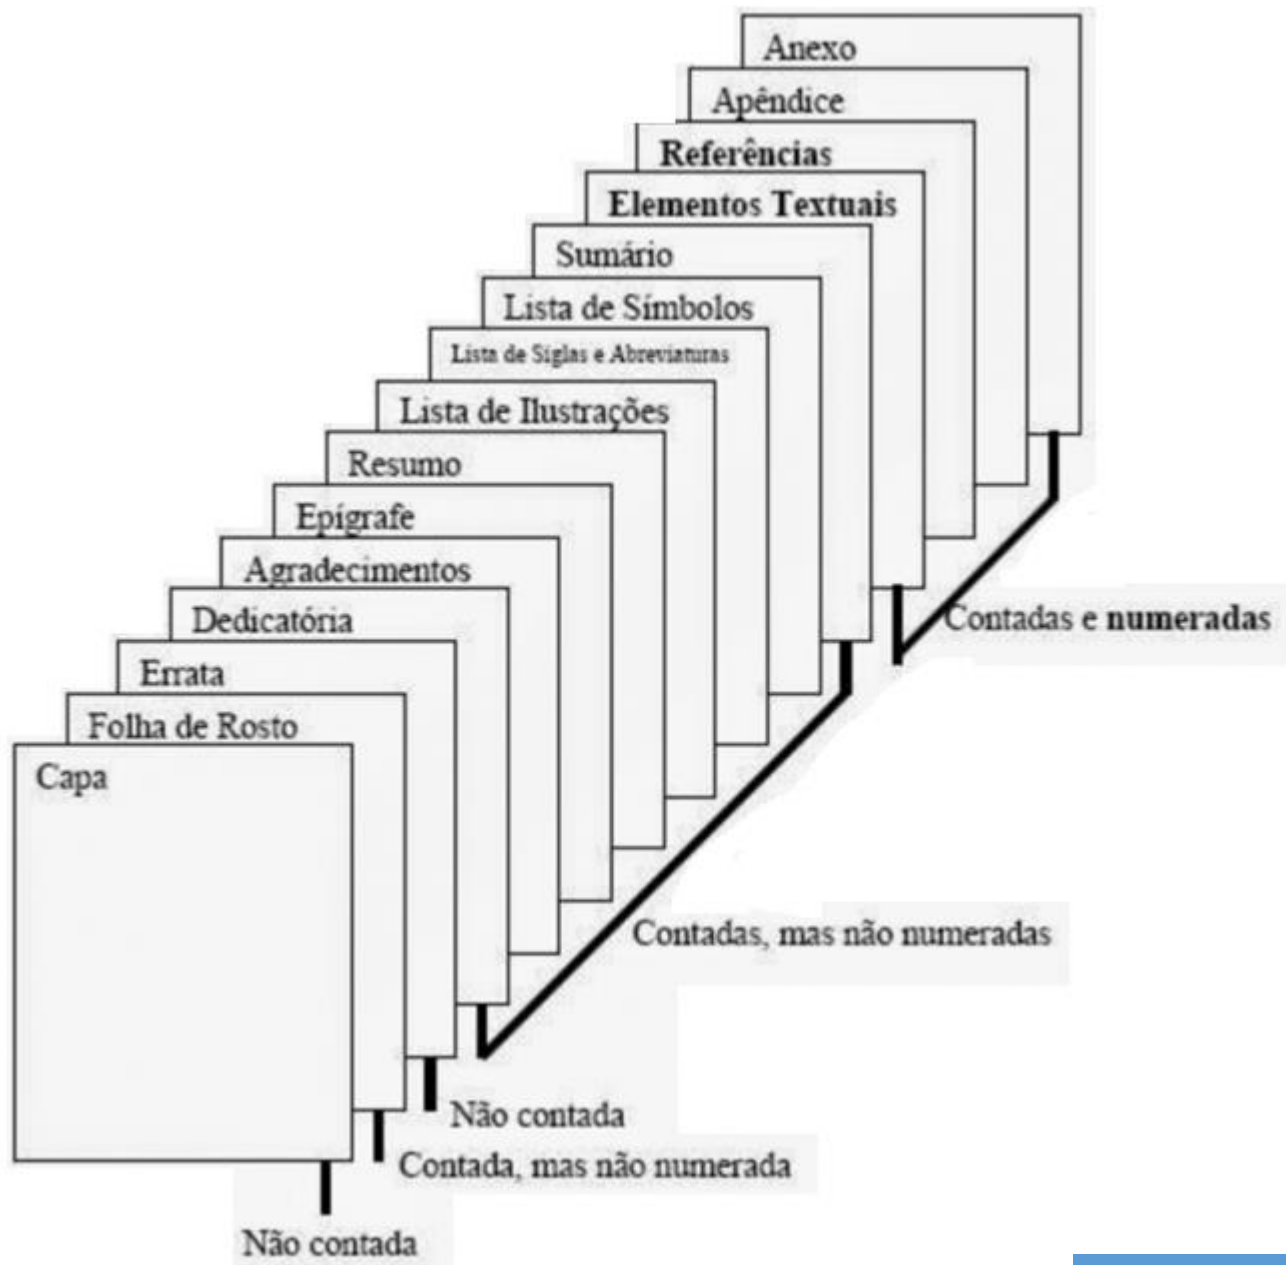 Anexo
Apêndice
Referências
Elementos Textuais
Sumário
Lista de Símbolos
Lista de Siglas e Abreviaturas
Lista de Ilustrações
Resumo
Epígrafe
Agradecimentos
Dedicatória
Contadas e numeradas
Errata
Folha de Rosto
Capa
Contadas, mas não numeradas
Não contada
Contada, mas não numerada
Não contada